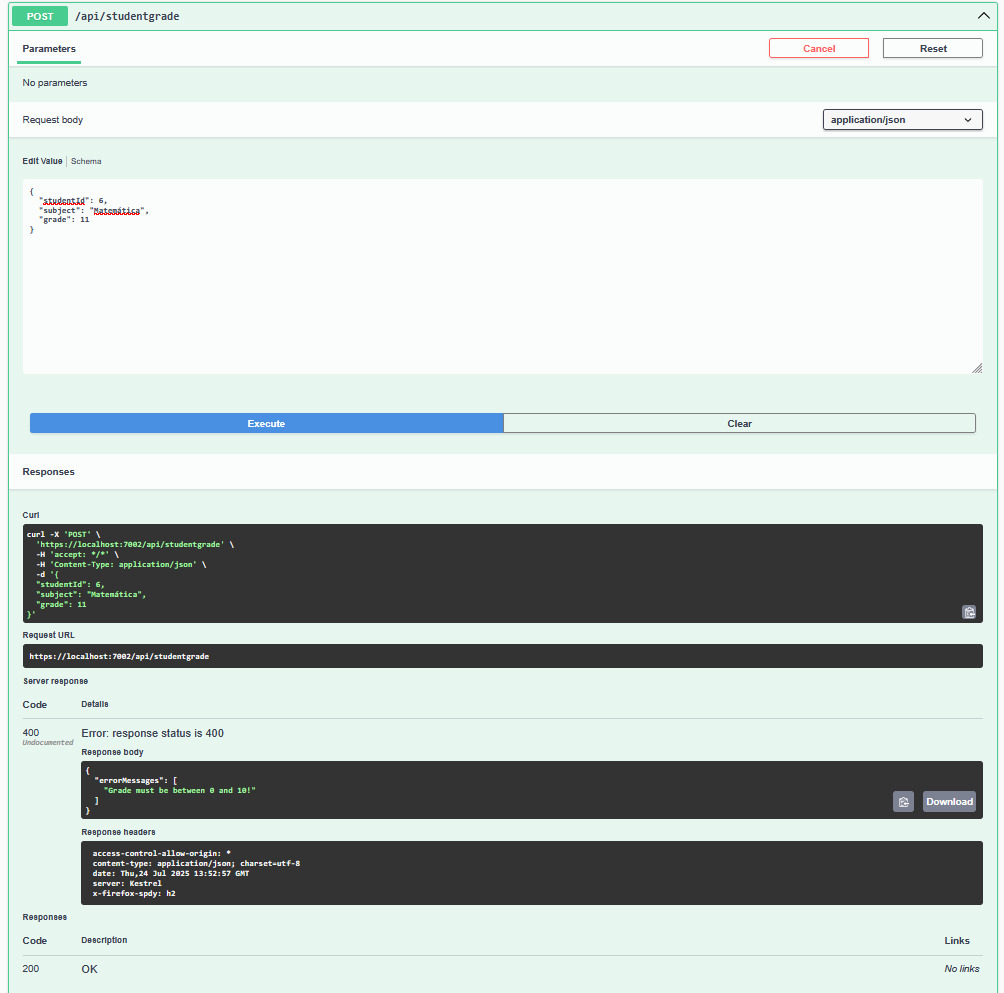 POST /api/studentgrade
Parameters
Cancel
Reset
No parameters
Request body
application/json
Edit Value | Schema
{
  "studentId": 6,
  "subject": "Matemática",
  "grade": 11
}
Execute
Clear
Responses
Curl
curl -X 'POST' \
  'https://localhost:7002/api/studentgrade' \
  -H 'accept: */*' \
  -H 'Content-Type: application/json' \
  -d '{
  "studentId": 6,
  "subject": "Matemática",
  "grade": 11
}'
Request URL
https://localhost:7002/api/studentgrade
Server response
Code Details
400 Error: response status is 400
Undocumented
Response body
{
  "errorMessages": [
    "Grade must be between 0 and 10!"
  ]
}
Download
Response headers
access-control-allow-origin: *
content-type: application/json; charset=utf-8
date: Thu,24 Jul 2025 13:52:57 GMT
server: Kestrel
x-firefox-spdy: h2
Responses
Code Description Links
200 OK No links